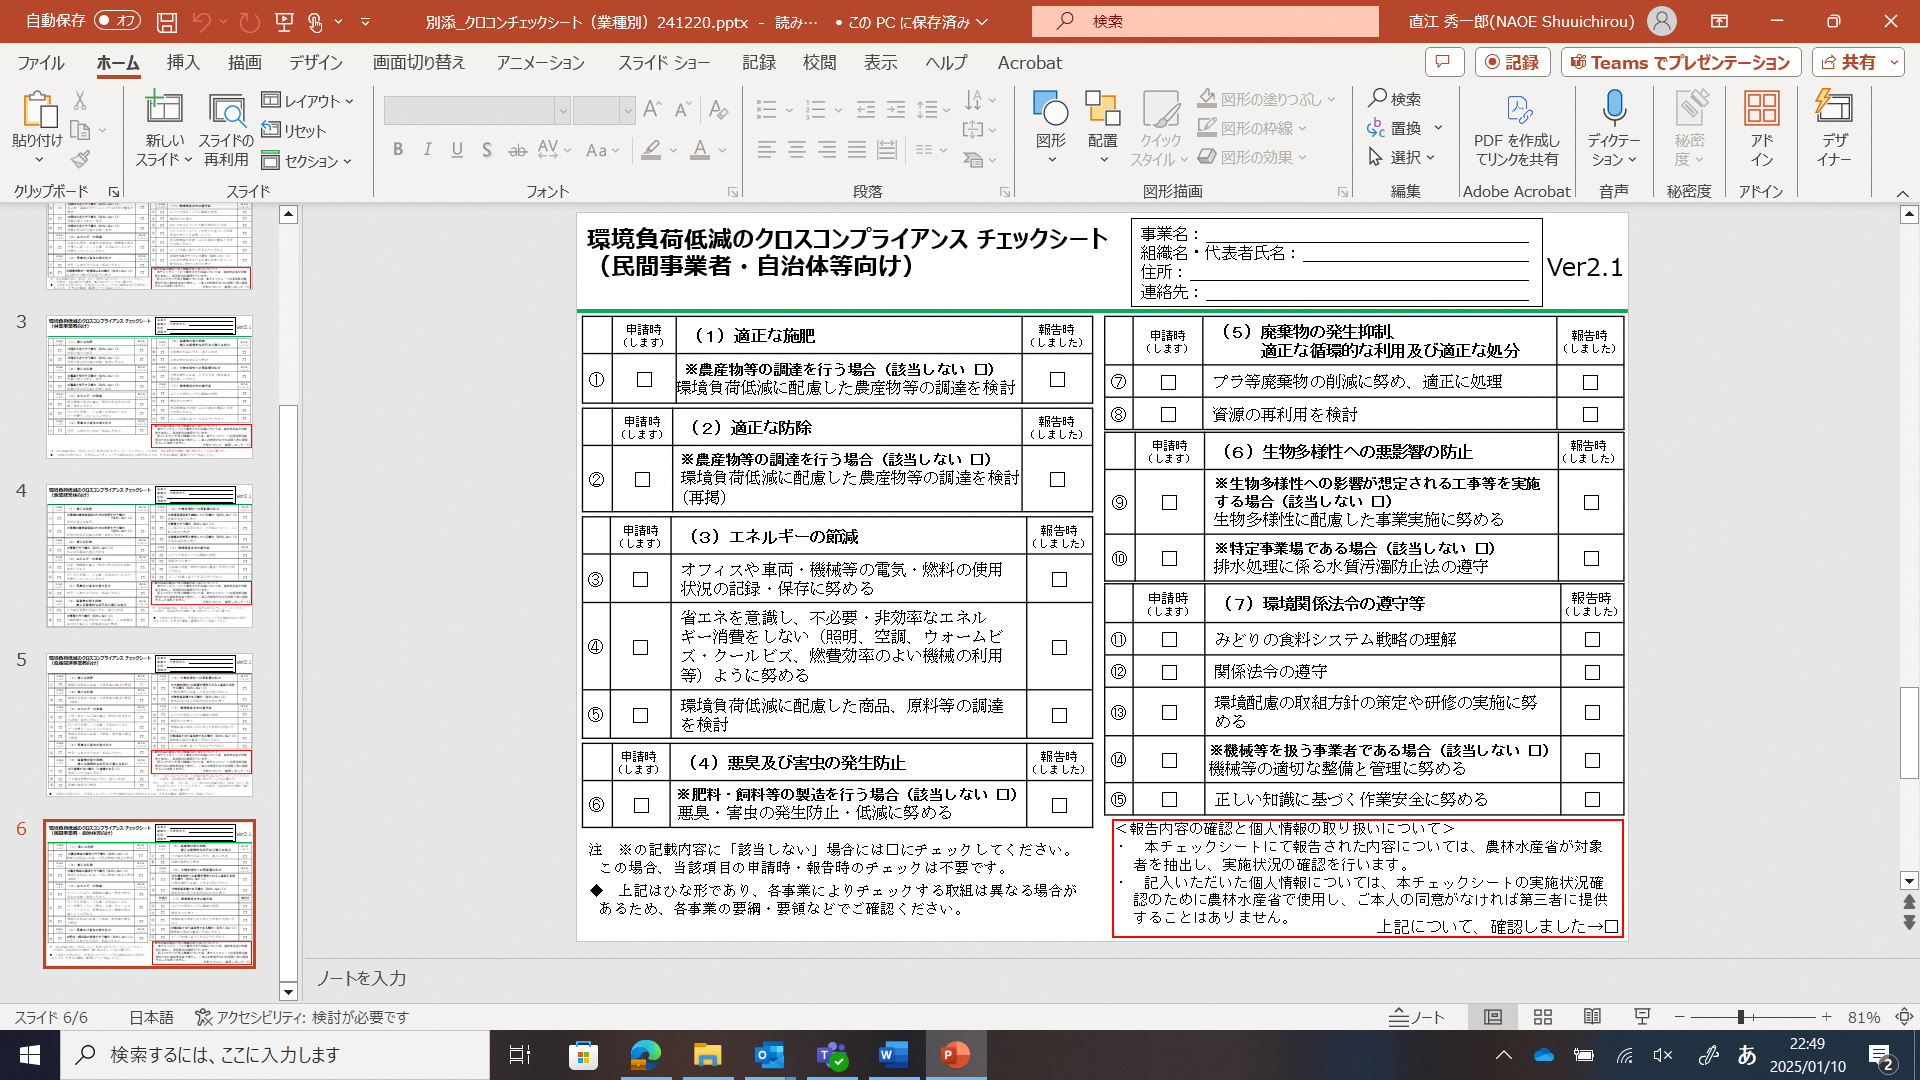 自動保存 オフ
別添_クロコンチェックシート（業種別）241220.pptx - 読み… • この PC に保存済み
検索
直江 秀一郎(NAOE Shuuichirou)
ファイル ホーム 挿入 描画 デザイン 画面切り替え アニメーション スライド ショー 記録 校閲 表示 ヘルプ Acrobat
記録 Teams でプレゼンテーション 共有
貼り付け
新しい
スライド
スライドの
再利用
レイアウト
リセット
セクション
図形
配置
クイック
スタイル
図形の塗りつぶし
図形の枠線
図形の効果
検索
置換
選択
PDF を作成し
てリンクを共有
ディクテー
ション
秘密
度
アド
イン
デザ
イナー
クリップボード スライド フォント 段落 図形描画 編集 Adobe Acrobat 音声 秘密度 アドイン
3
4
5
6
環境負荷低減のクロスコンプライアンス チェックシート
（民間事業者・自治体等向け）
事業名：
組織名・代表者氏名：
住所：
連絡先：
Ver2.1
申請時
（します）
（1）適正な施肥
報告時
（しました）
① □ ※農産物等の調達を行う場合（該当しない □） □
環境負荷低減に配慮した農産物等の調達を検討
申請時
（します）
（2）適正な防除
報告時
（しました）
② □ ※農産物等の調達を行う場合（該当しない □） □
環境負荷低減に配慮した農産物等の調達を検討
（再掲）
申請時
（します）
（3）エネルギーの節減
報告時
（しました）
③ □ オフィスや車両・機械等の電気・燃料の使用 □
状況の記録・保存に努める
④ □ 省エネを意識し、不必要・非効率なエネル □
ギー消費をしない（照明、空調、ウォームビ
ズ・クールビズ、燃費効率のよい機械の利用
等）ように努める
⑤ □ 環境負荷低減に配慮した商品、原料等の調達 □
を検討
申請時
（します）
（4）悪臭及び害虫の発生防止
報告時
（しました）
⑥ □ ※肥料・飼料等の製造を行う場合（該当しない □） □
悪臭・害虫の発生防止・低減に努める
注　※の記載内容に「該当しない」場合には□にチェックしてください。
この場合、当該項目の申請時・報告時のチェックは不要です。
◆　上記はひな形であり、各事業によりチェックする取組は異なる場合が
あるため、各事業の要綱・要領などでご確認ください。
申請時
（します）
（5）廃棄物の発生抑制、
適正な循環的な利用及び適正な処分
報告時
（しました）
⑦ □ プラ等廃棄物の削減に努め、適正に処理 □
⑧ □ 資源の再利用を検討 □
申請時
（します）
（6）生物多様性への悪影響の防止
報告時
（しました）
⑨ □ ※生物多様性への影響が想定される工事等を実施 □
する場合（該当しない □）
生物多様性に配慮した事業実施に努める
⑩ □ ※特定事業場である場合（該当しない □） □
排水処理に係る水質汚濁防止法の遵守
申請時
（します）
（7）環境関係法令の遵守等
報告時
（しました）
⑪ □ みどりの食料システム戦略の理解 □
⑫ □ 関係法令の遵守 □
⑬ □ 環境配慮の取組方針の策定や研修の実施に努 □
める
⑭ □ ※機械等を扱う事業者である場合（該当しない □） □
機械等の適切な整備と管理に努める
⑮ □ 正しい知識に基づく作業安全に努める □
＜報告内容の確認と個人情報の取り扱いについて＞
・　本チェックシートにて報告された内容については、農林水産省が対象
者を抽出し、実施状況の確認を行います。
・　記入いただいた個人情報については、本チェックシートの実施状況確
認のために農林水産省で使用し、ご本人の同意がなければ第三者に提供
することはありません。
上記について、確認しました→□
ノートを入力
スライド 6/6 日本語 アクセシビリティ: 検討が必要です ノート 81%
検索するには、ここに入力します
あ
22:49
2025/01/10
2